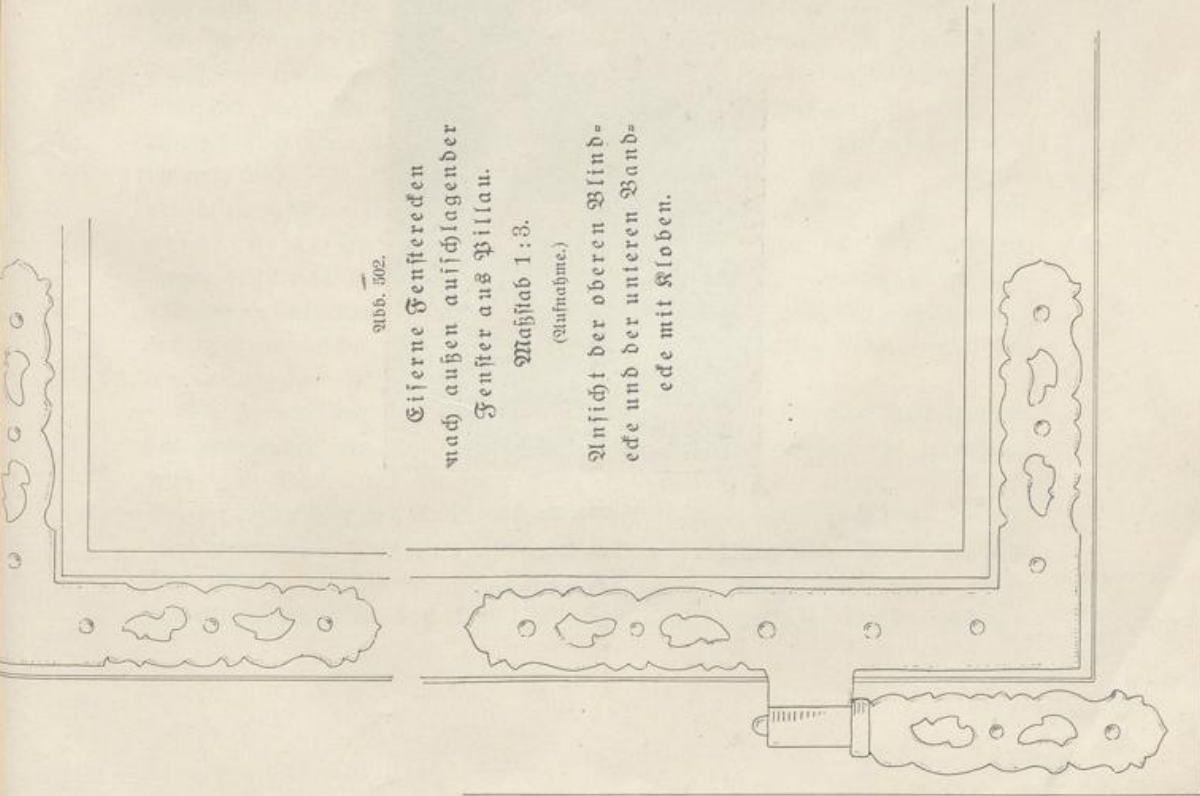 Abb. 502.
Eiserne Fensterecken
nach außen aufschlagender
Fenster aus Pillau.
Maßstab 1:3.
(Aufnahme.)
Ansicht der oberen Blind-
ecke und der unteren Band-
ecke mit Kloben.